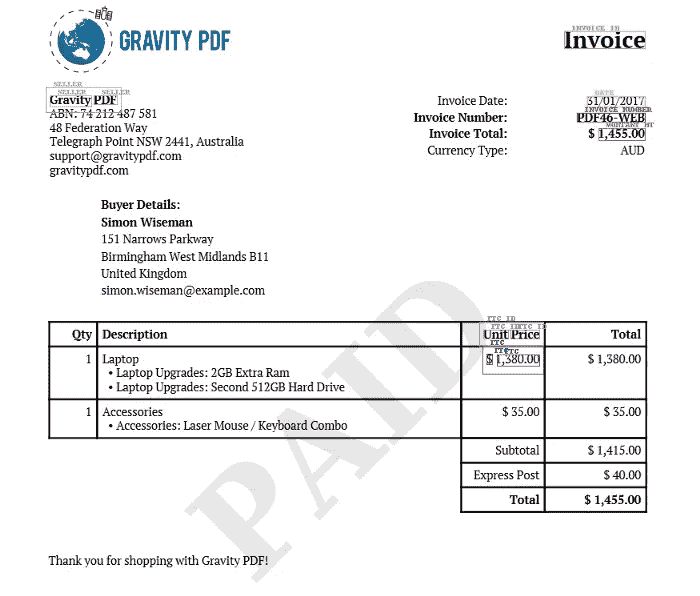 GRAVITY PDF
INVOICE ID
Invoice
SELLER
SELLER SELLER
Gravity PDF
ABN: 74 212 487 581
48 Federation Way
Telegraph Point NSW 2441, Australia
support@gravitypdf.com
gravitypdf.com
DATE
Invoice Date: 31/01/2017
INVOICE NUMBER
Invoice Number: PDF46-WEB
Invoice Total: $ 1,455.00
Currency Type: AUD
Buyer Details:
Simon Wiseman
151 Narrows Parkway
Birmingham West Midlands B11
United Kingdom
simon.wiseman@example.com
TTC ID
Qty Description Unit Price Total
TTC
1 Laptop $ 1,380.00 $ 1,380.00
• Laptop Upgrades: 2GB Extra Ram
• Laptop Upgrades: Second 512GB Hard Drive
1 Accessories $ 35.00 $ 35.00
• Accessories: Laser Mouse / Keyboard Combo
Subtotal $ 1,415.00
Express Post $ 40.00
Total $ 1,455.00
PAID
Thank you for shopping with Gravity PDF!